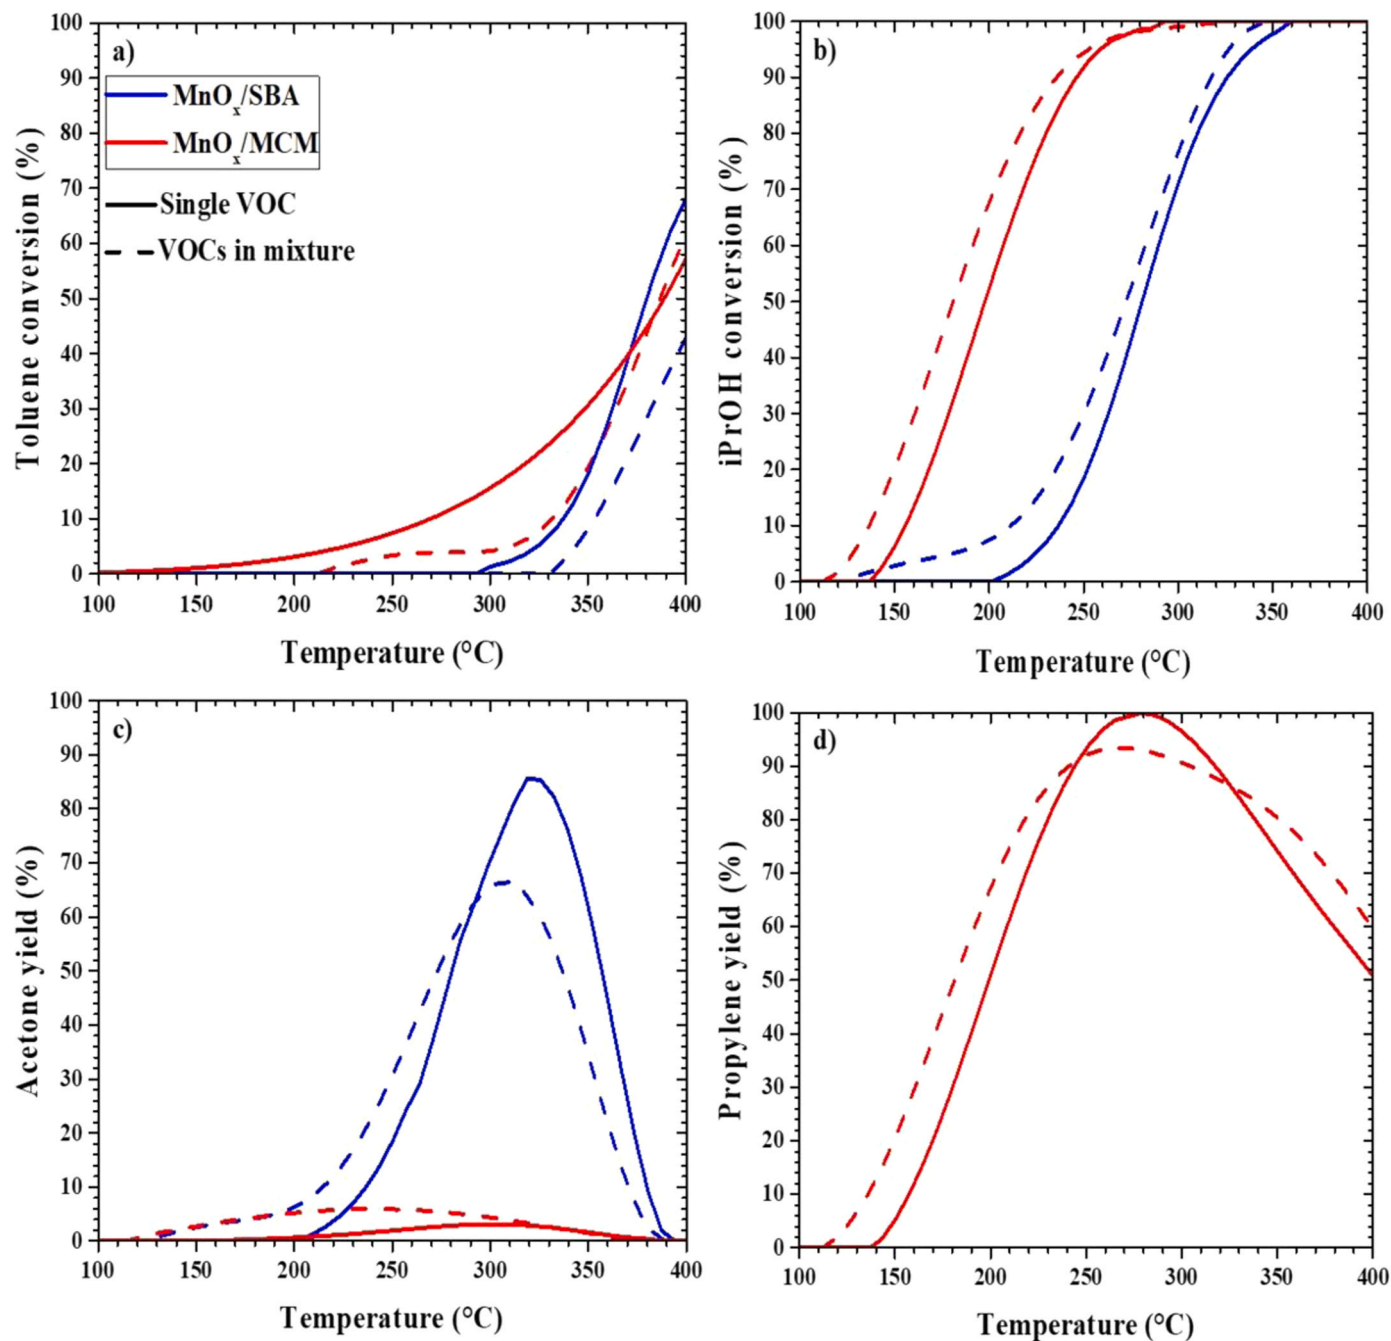 a)
100
90
80
70
60
50
40
30
20
10
0
Toluene conversion (%)
MnOx/SBA
MnOx/MCM
Single VOC
VOCs in mixture
100 150 200 250 300 350 400
Temperature (°C)
b)
100
90
80
70
60
50
40
30
20
10
0
iPrOH conversion (%)
100 150 200 250 300 350 400
Temperature (°C)
c)
100
90
80
70
60
50
40
30
20
10
0
Acetone yield (%)
100 150 200 250 300 350 400
Temperature (°C)
d)
100
90
80
70
60
50
40
30
20
10
0
Propylene yield (%)
100 150 200 250 300 350 400
Temperature (°C)